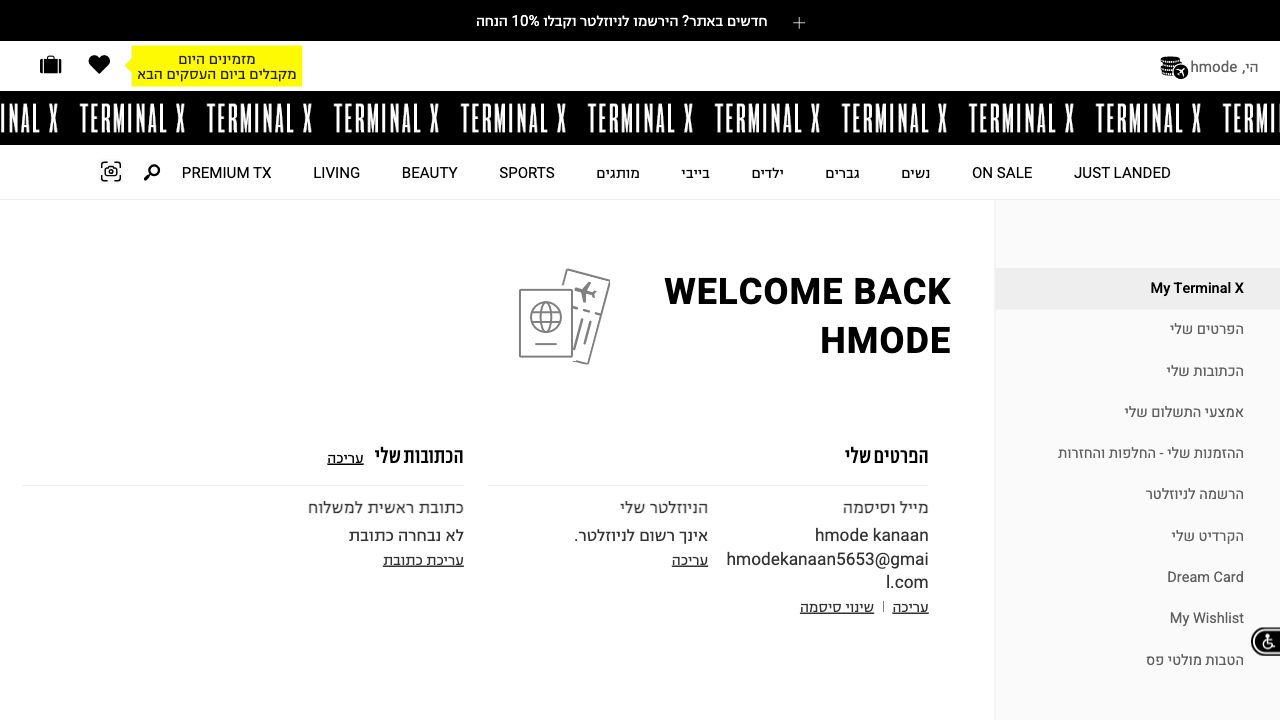 חדשים באתר? הירשמו לניוזלטר וקבלו 10% הנחה
הי, hmode
מזמינים היום
מקבלים ביום העסקים הבא
INAL X TERMINAL X TERMINAL X TERMINAL X TERMINAL X TERMINAL X TERMINAL X TERMINAL X TERMINAL X TERMINAL X TERMI
JUST LANDED
ON SALE
נשים
גברים
ילדים
בייבי
מותגים
SPORTS
BEAUTY
LIVING
PREMIUM TX
My Terminal X
הפרטים שלי
הכתובות שלי
אמצעי התשלום שלי
ההזמנות שלי - החלפות והחזרות
הרשמה לניוזלטר
הקרדיט שלי
Dream Card
My Wishlist
הטבות מולטי פס
WELCOME BACK
HMODE
הפרטים שלי
מייל וסיסמה
hmode kanaan
hmodekanaan5653@gmai
l.com
עריכה | שינוי סיסמה
הניוזלטר שלי
אינך רשום לניוזלטר.
עריכה
הכתובות שלי עריכה
כתובת ראשית למשלוח
לא נבחרה כתובת
עריכת כתובת